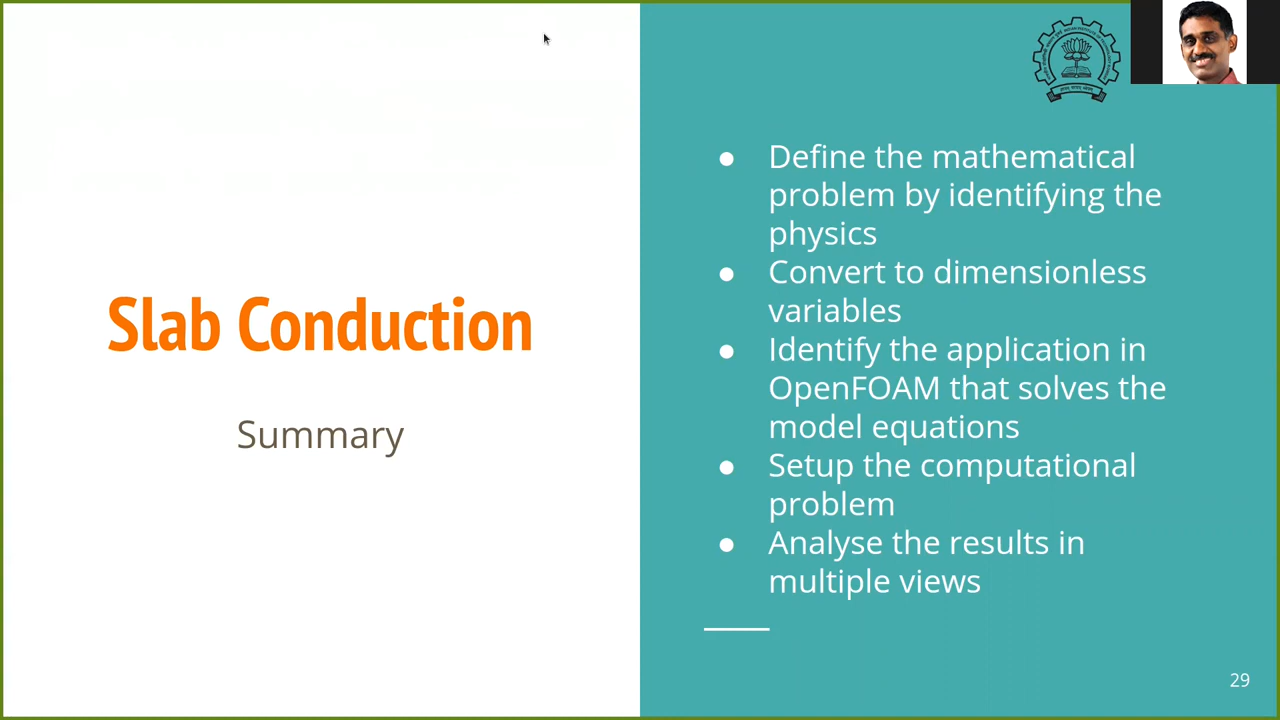 Slab Conduction
Summary
● Define the mathematical
problem by identifying the
physics
● Convert to dimensionless
variables
● Identify the application in
OpenFOAM that solves the
model equations
● Setup the computational
problem
● Analyse the results in
multiple views
29